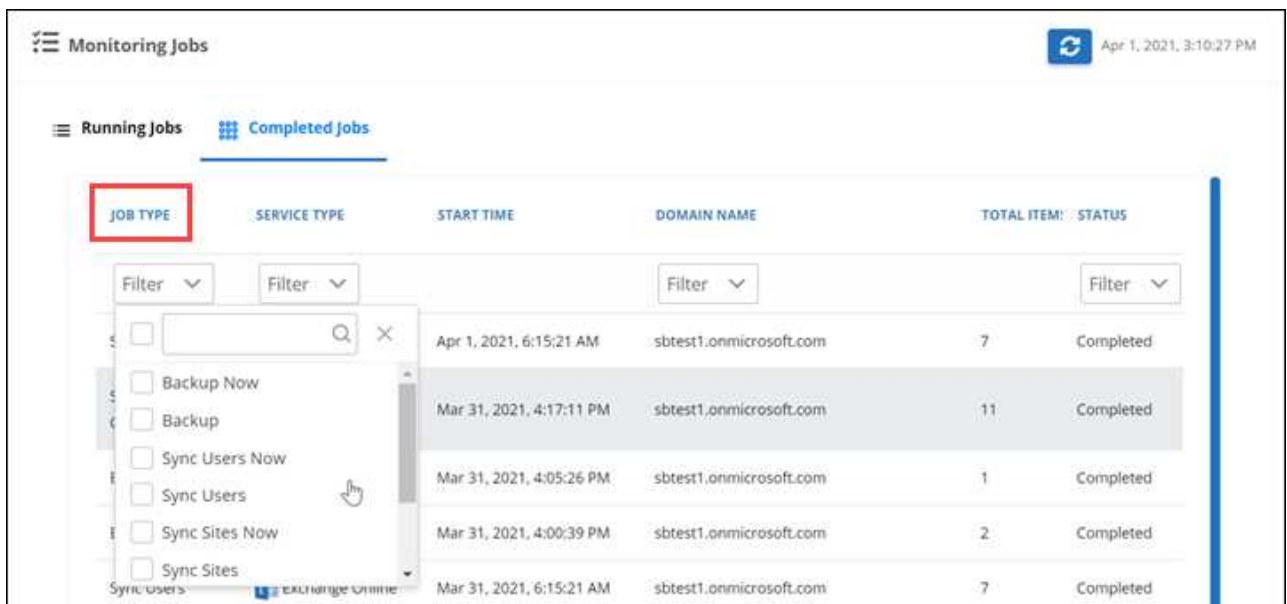 Monitoring Jobs
Apr 1, 2021, 3:10:27 PM
Running Jobs Completed Jobs
JOB TYPE SERVICE TYPE START TIME DOMAIN NAME TOTAL ITEM: STATUS
Filter Filter Filter Filter
Apr 1, 2021, 6:15:21 AM sbtest1.onmicrosoft.com 7 Completed
Backup Now
Mar 31, 2021, 4:17:11 PM sbtest1.onmicrosoft.com 11 Completed
Backup
Sync Users Now
Mar 31, 2021, 4:05:26 PM sbtest1.onmicrosoft.com 1 Completed
Sync Users
Sync Sites Now
Mar 31, 2021, 4:00:39 PM sbtest1.onmicrosoft.com 2 Completed
Sync Sites
Sync Users Exchange Online Mar 31, 2021, 6:15:21 AM sbtest1.onmicrosoft.com 7 Completed